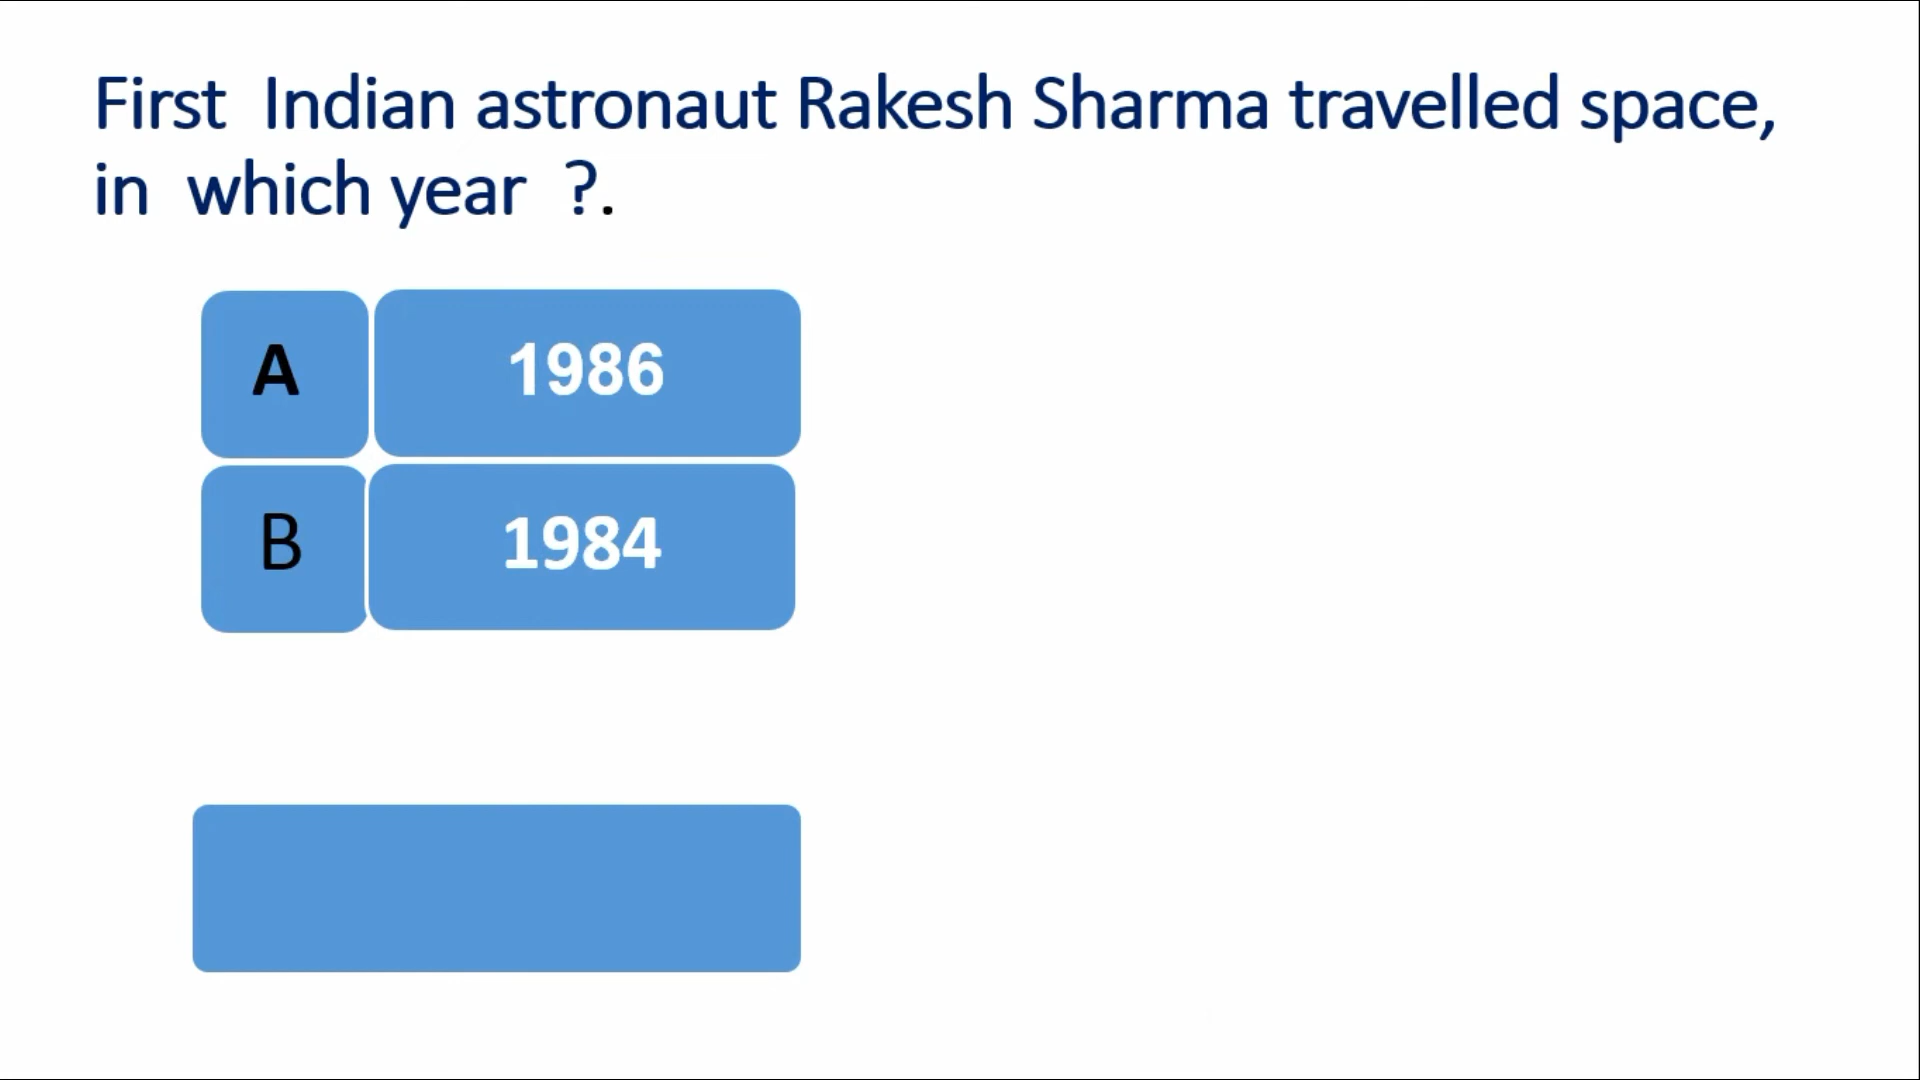 First Indian astronaut Rakesh Sharma travelled space,
in which year ?.
A 1986
B 1984